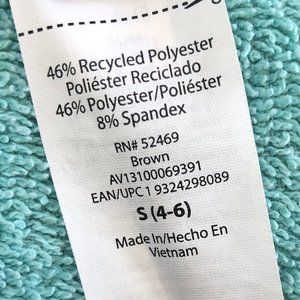 46% Recycled Polyester
Poliéster Reciclado
46% Polyester/Poliéster
8% Spandex
RN# 52469
Brown
AV13100069391
EAN/UPC 1 9324298089
S (4-6)
Made In/Hecho En
Vietnam